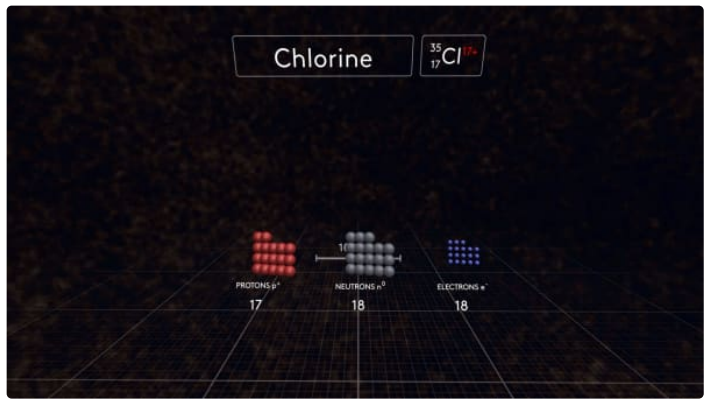 Chlorine
35
17 Cl 17+
PROTONS p+
NEUTRONS n0
ELECTRONS e-
17
18
18